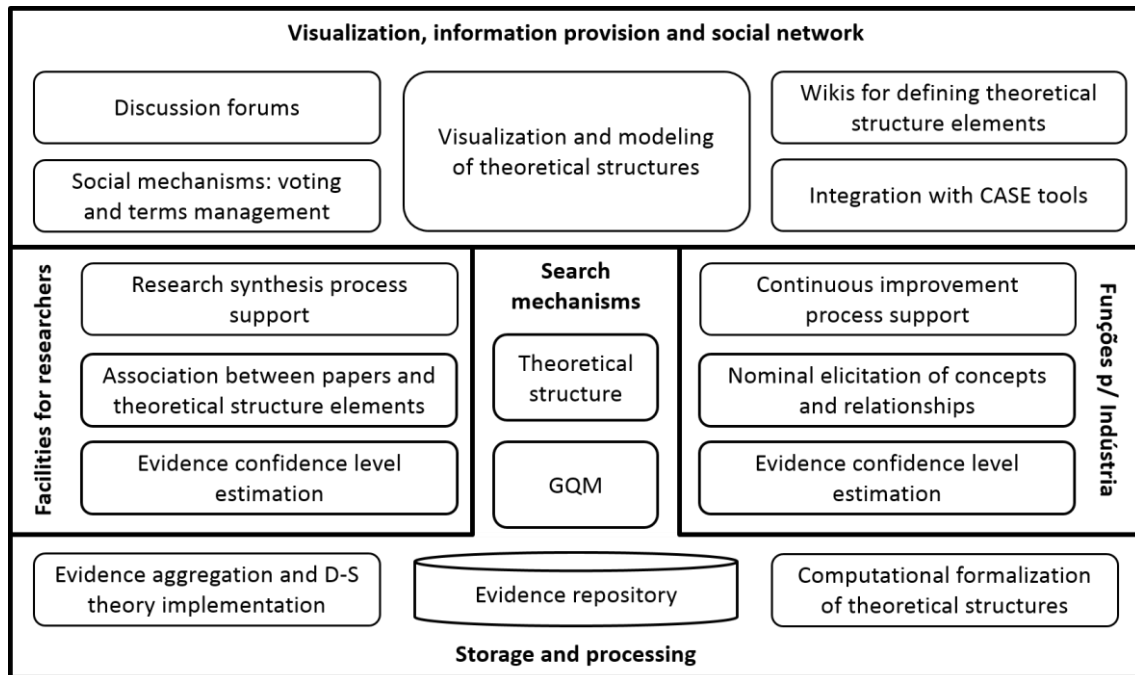 Visualization, information provision and social network
Discussion forums
Social mechanisms: voting
and terms management
Visualization and modeling
of theoretical structures
Wikis for defining theoretical
structure elements
Integration with CASE tools
Facilities for researchers
Research synthesis process
support
Association between papers and
theoretical structure elements
Evidence confidence level
estimation
Search
mechanisms
Theoretical
structure
GQM
Continuous improvement
process support
Nominal elicitation of concepts
and relationships
Evidence confidence level
estimation
Funções p/ Indústria
Evidence aggregation and D-S
theory implementation
Evidence repository
Computational formalization
of theoretical structures
Storage and processing